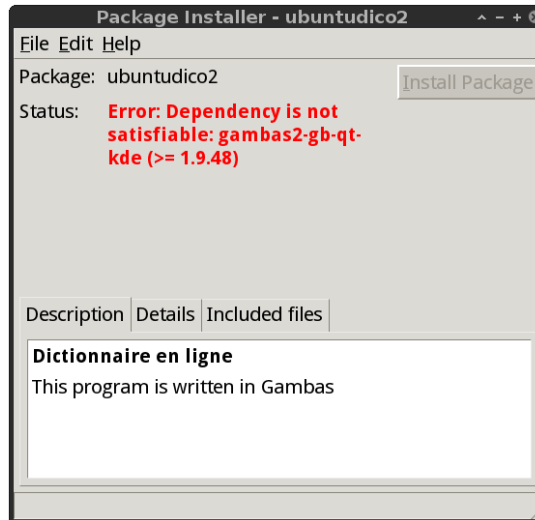 Package Installer - ubuntudico2
File Edit Help
Package: ubuntudico2
Install Package
Status: Error: Dependency is not
satisfiable: gambas2-gb-qt-
kde (>= 1.9.48)
Description Details Included files
Dictionnaire en ligne
This program is written in Gambas